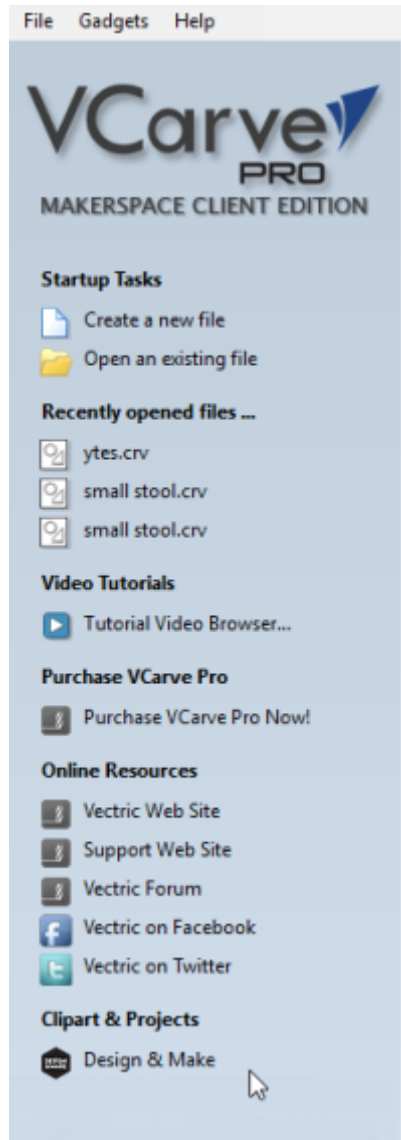 File Gadgets Help
VCarve
PRO
MAKERSPACE CLIENT EDITION
Startup Tasks
Create a new file
Open an existing file
Recently opened files ...
ytes.crv
small stool.crv
small stool.crv
Video Tutorials
Tutorial Video Browser...
Purchase VCarve Pro
Purchase VCarve Pro Now!
Online Resources
Vectric Web Site
Support Web Site
Vectric Forum
Vectric on Facebook
Vectric on Twitter
Clipart & Projects
Design & Make